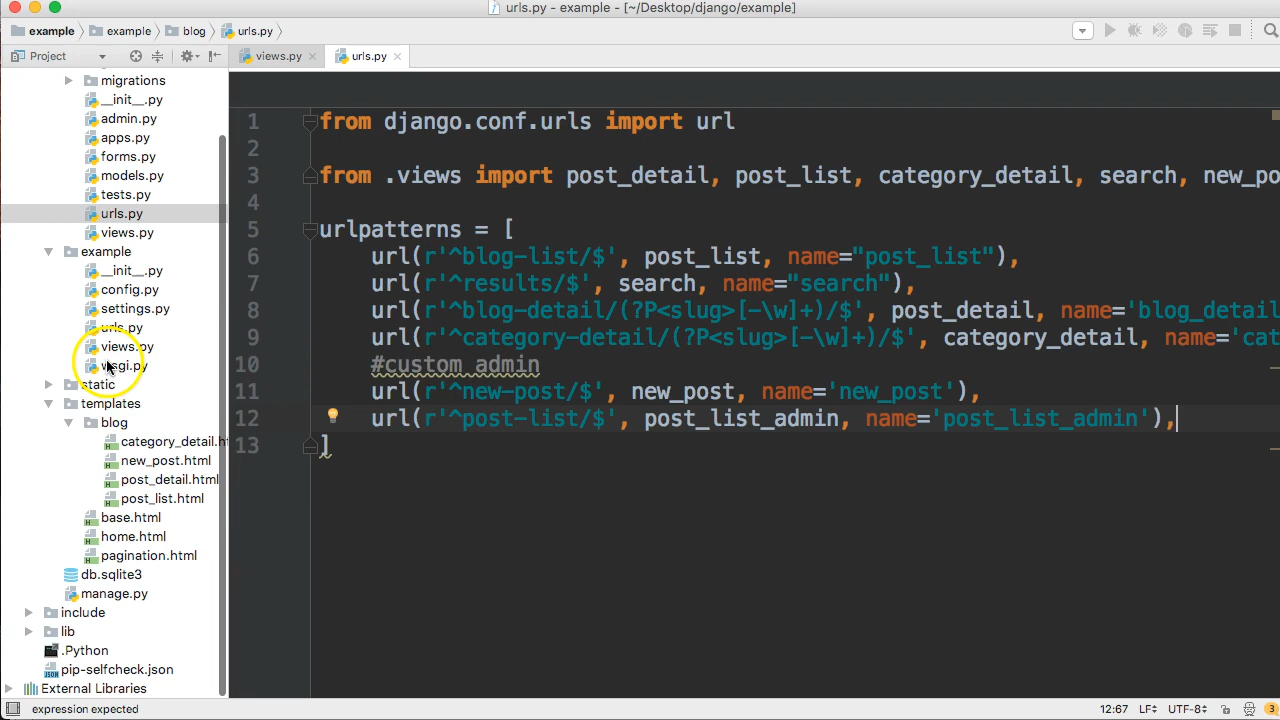 urls.py - example - [~/Desktop/django/example]
example example blog urls.py
Project views.py urls.py
migrations
__init__.py
admin.py
apps.py
forms.py
models.py
tests.py
urls.py
views.py
example
__init__.py
config.py
settings.py
urls.py
views.py
wsgi.py
static
templates
blog
category_detail.ht
new_post.html
post_detail.html
post_list.html
base.html
home.html
pagination.html
db.sqlite3
manage.py
include
lib
.Python
pip-selfcheck.json
External Libraries
1 from django.conf.urls import url
2
3 from .views import post_detail, post_list, category_detail, search, new_po
4
5 urlpatterns = [
6 url(r'^blog-list/$', post_list, name="post_list"),
7 url(r'^results/$', search, name="search"),
8 url(r'^blog-detail/(?P<slug>[-\w]+)/$', post_detail, name='blog_detail
9 url(r'^category-detail/(?P<slug>[-\w]+)/$', category_detail, name='cat
10 #custom admin
11 url(r'^new-post/$', new_post, name='new_post'),
12 url(r'^post-list/$', post_list_admin, name='post_list_admin'),
13 ]
expression expected 12:67 LF UTF-8 3